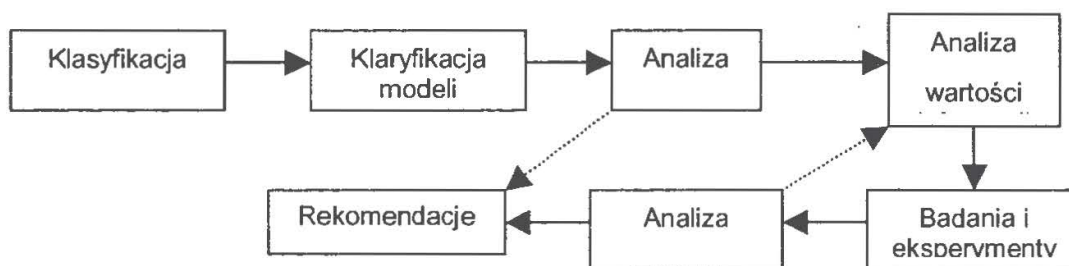 Klasyfikacja
Klaryfikacja
modeli
Analiza
Analiza
wartości
Rekomendacje
Analiza
Badania i
eksperymenty